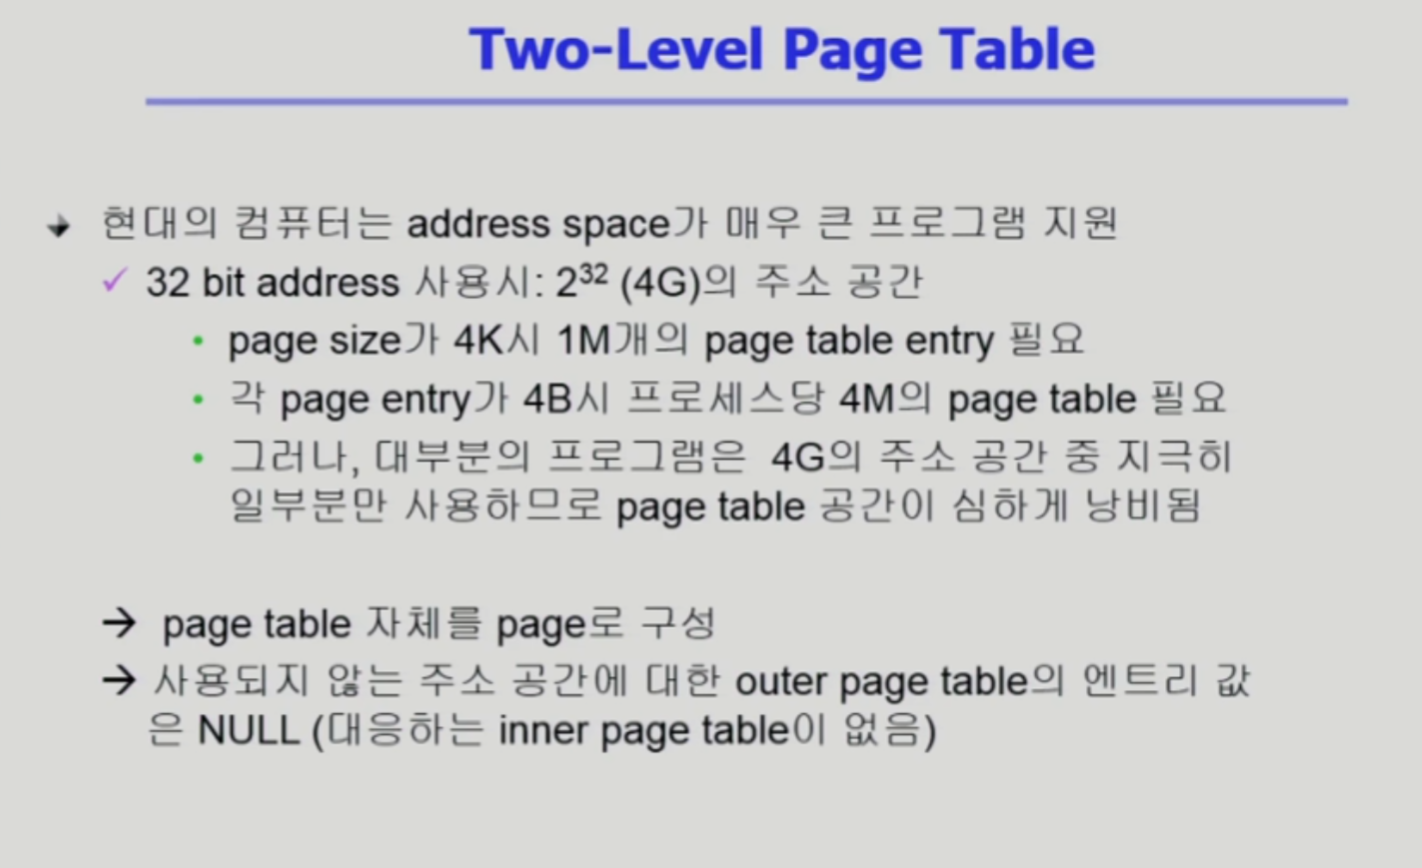 Two-Level Page Table
현대의 컴퓨터는 address space가 매우 큰 프로그램 지원
✓ 32 bit address 사용시: 2³² (4G)의 주소 공간
• page size가 4K시 1M개의 page table entry 필요
• 각 page entry가 4B시 프로세스당 4M의 page table 필요
• 그러나, 대부분의 프로그램은 4G의 주소 공간 중 지극히
일부분만 사용하므로 page table 공간이 심하게 낭비됨
→ page table 자체를 page로 구성
→ 사용되지 않는 주소 공간에 대한 outer page table의 엔트리 값
은 NULL (대응하는 inner page table이 없음)